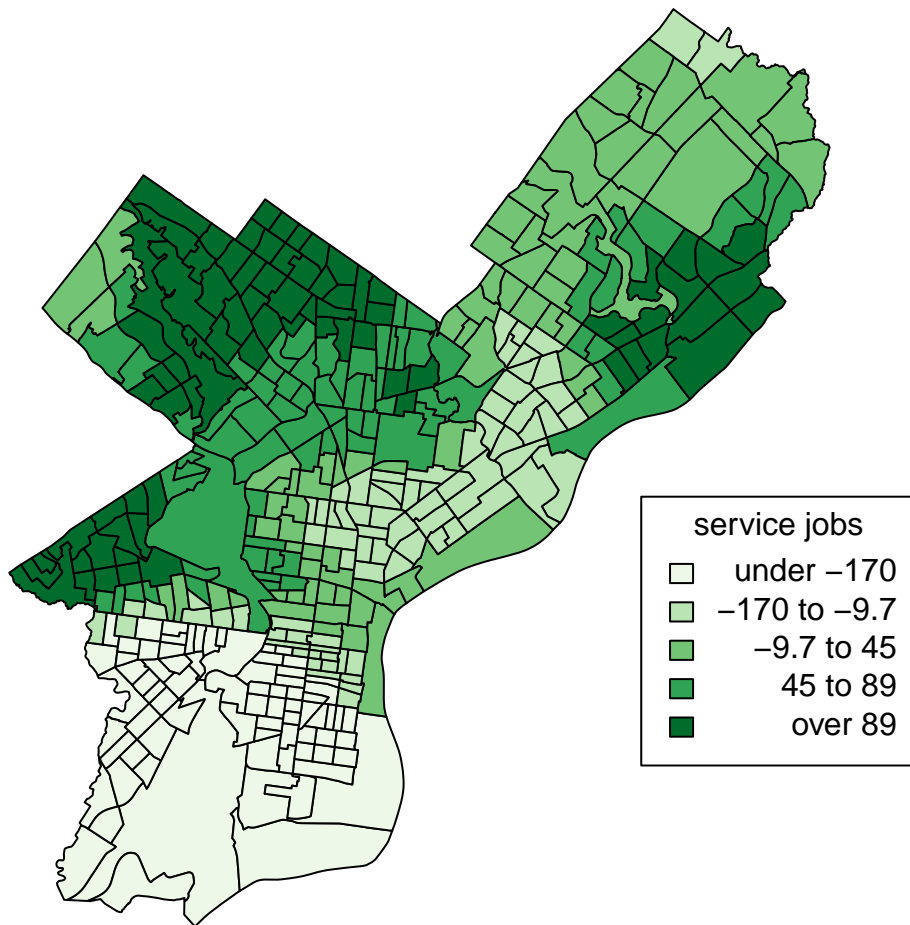 service jobs
under −170
−170 to −9.7
−9.7 to 45
45 to 89
over 89